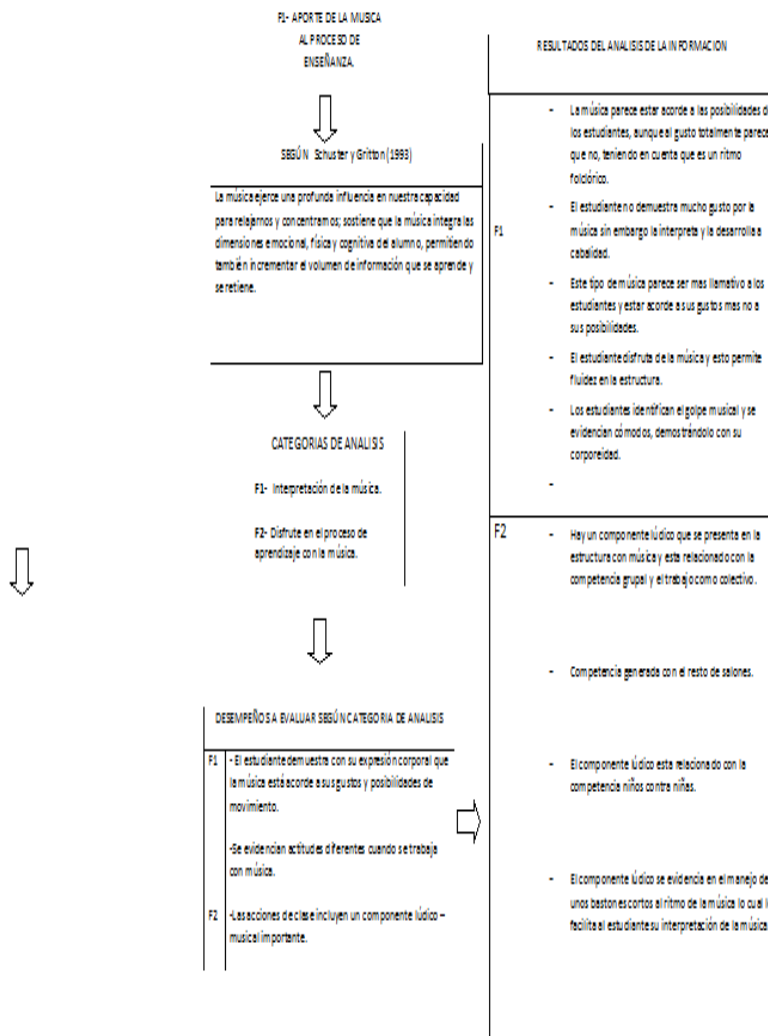 F1- APORTE DE LA MUSICA
AL PROCESO DE
ENSEÑANZA.
SEGÚN Schuster y Gritton (1993)
La música ejerce una profunda influencia en nuestra capacidad
para relajarnos y concentrarnos; sostiene que la música integra las
dimensiones emocional, física y cognitiva del alumno, permitiendo
también incrementar el volumen de información que se aprende y
se retiene.
CATEGORIAS DE ANALISIS
F1- Interpretación de la música.
F2- Disfrute en el proceso de
aprendizaje con la música.
DESEMPEÑOS A EVALUAR SEGÚN CATEGORIA DE ANALISIS
F1 - El estudiante demuestra con su expresión corporal que
la música está acorde a sus gustos y posibilidades de
movimiento.
-Se evidencian actitudes diferentes cuando se trabaja
con música.
F2 -Las acciones de clase incluyen un componente lúdico –
musical importante.
RESULTADOS DEL ANALISIS DE LA INFORMACION
F1
- La música parece estar acorde a las posibilidades d
los estudiantes, aunque al gusto totalmente parece
que no, teniendo en cuenta que es un ritmo
folclórico.
- El estudiante no demuestra mucho gusto por la
música sin embargo la interpreta y la desarrolla a
cabalidad.
- Este tipo de música parece ser mas llamativo a los
estudiantes y estar acorde a sus gustos mas no a
sus posibilidades.
- El estudiante disfruta de la música y esto permite
fluidez en la estructura.
- Los estudiantes identifican el golpe musical y se
evidencian cómodos, demostrándolo con su
corporeidad.
-
F2
- Hay un componente lúdico que se presenta en la
estructura con música y esta relacionado con la
competencia grupal y el trabajo como colectivo.
- Competencia generada con el resto de salones.
- El componente lúdico esta relacionado con la
competencia niños contra niñas.
- El componente lúdico se evidencia en el manejo de
unos bastones cortos al ritmo de la música lo cual l
facilita al estudiante su interpretación de la música